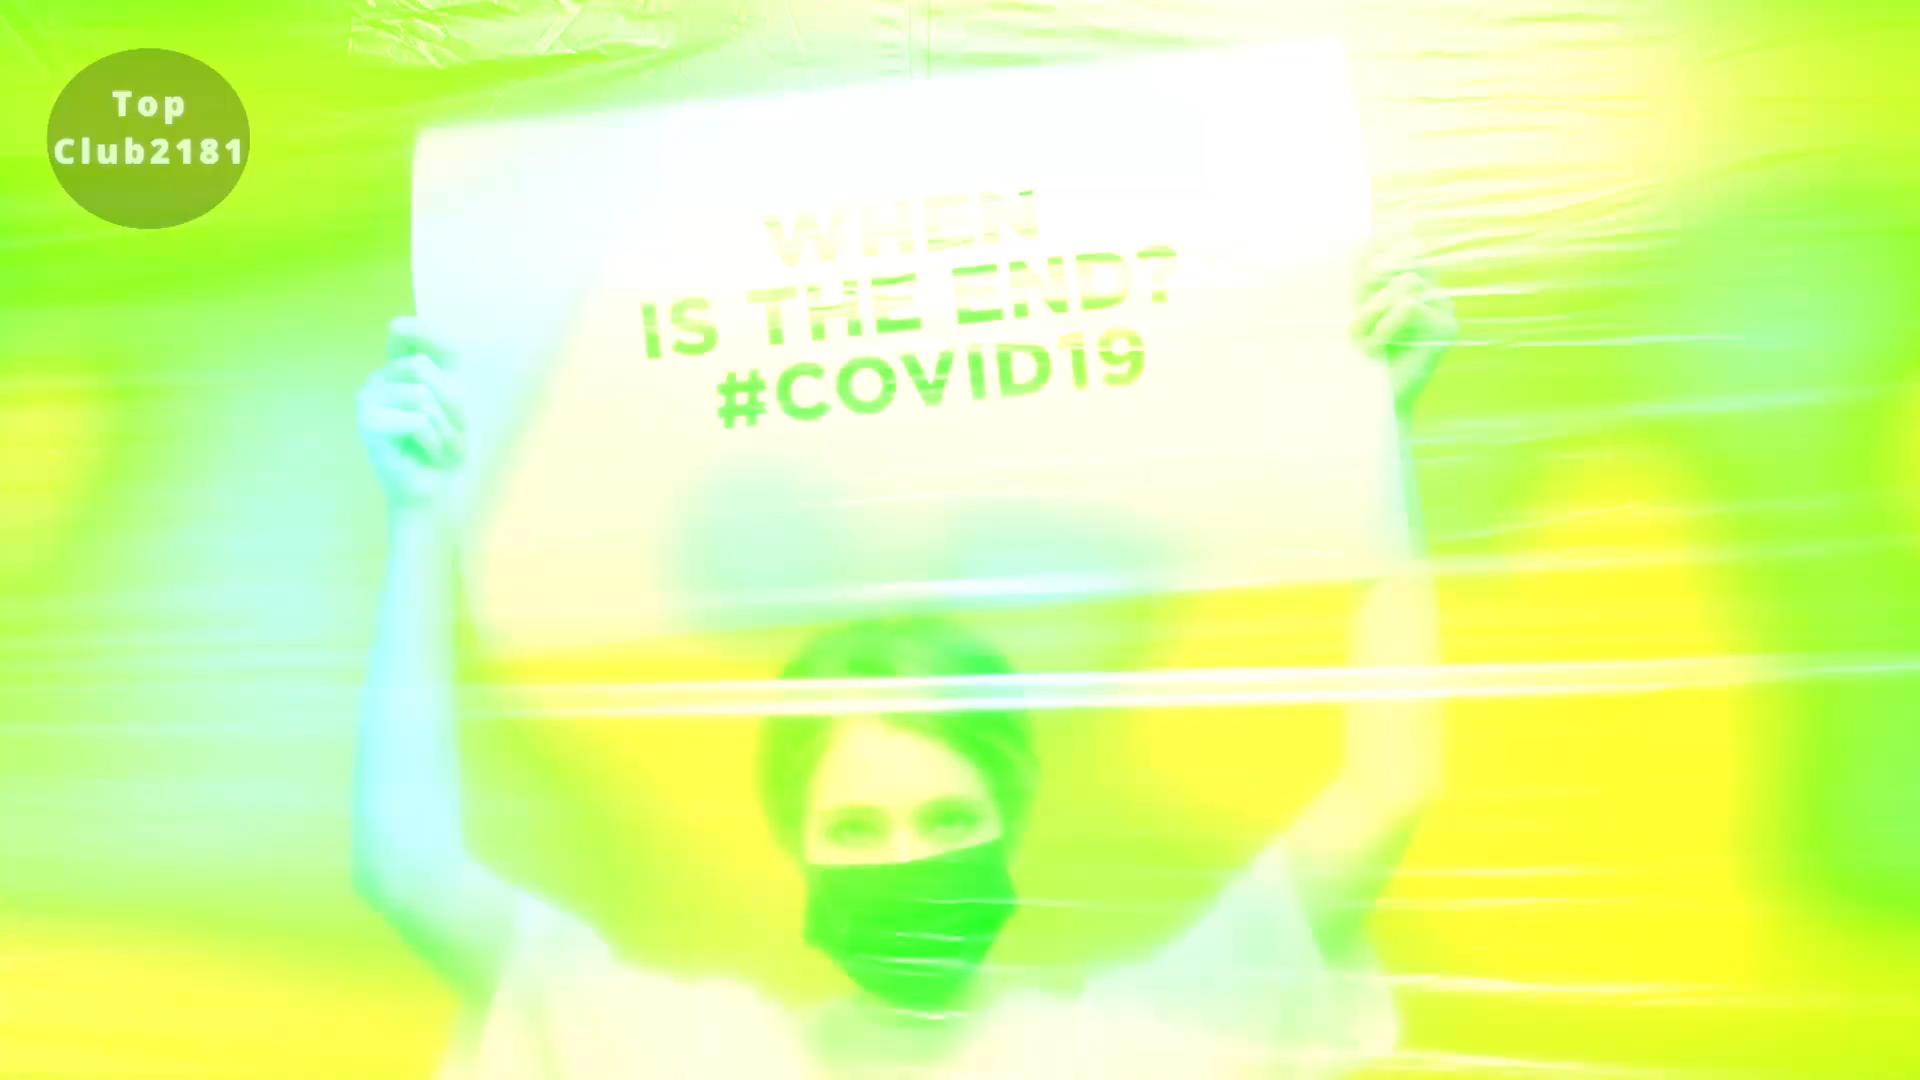 Top
Club2181
WHEN
IS THE END?
#COVID19